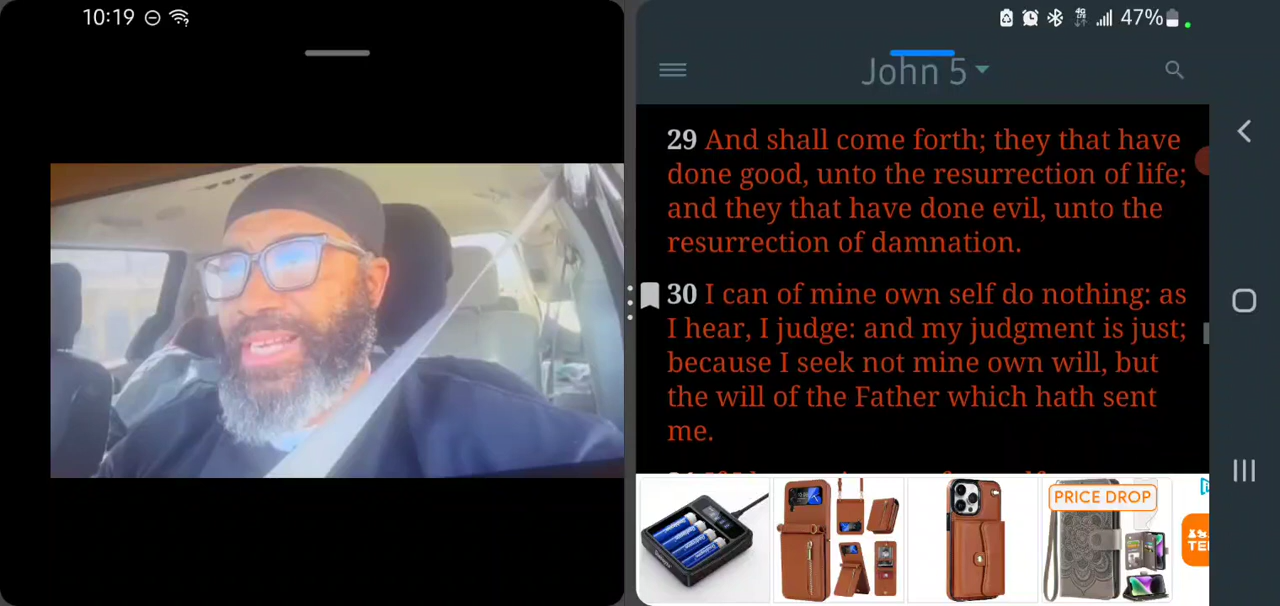 10:19
47%
John 5
29 And shall come forth; they that have
done good, unto the resurrection of life;
and they that have done evil, unto the
resurrection of damnation.
30 I can of mine own self do nothing: as
I hear, I judge: and my judgment is just;
because I seek not mine own will, but
the will of the Father which hath sent
me.
PRICE DROP